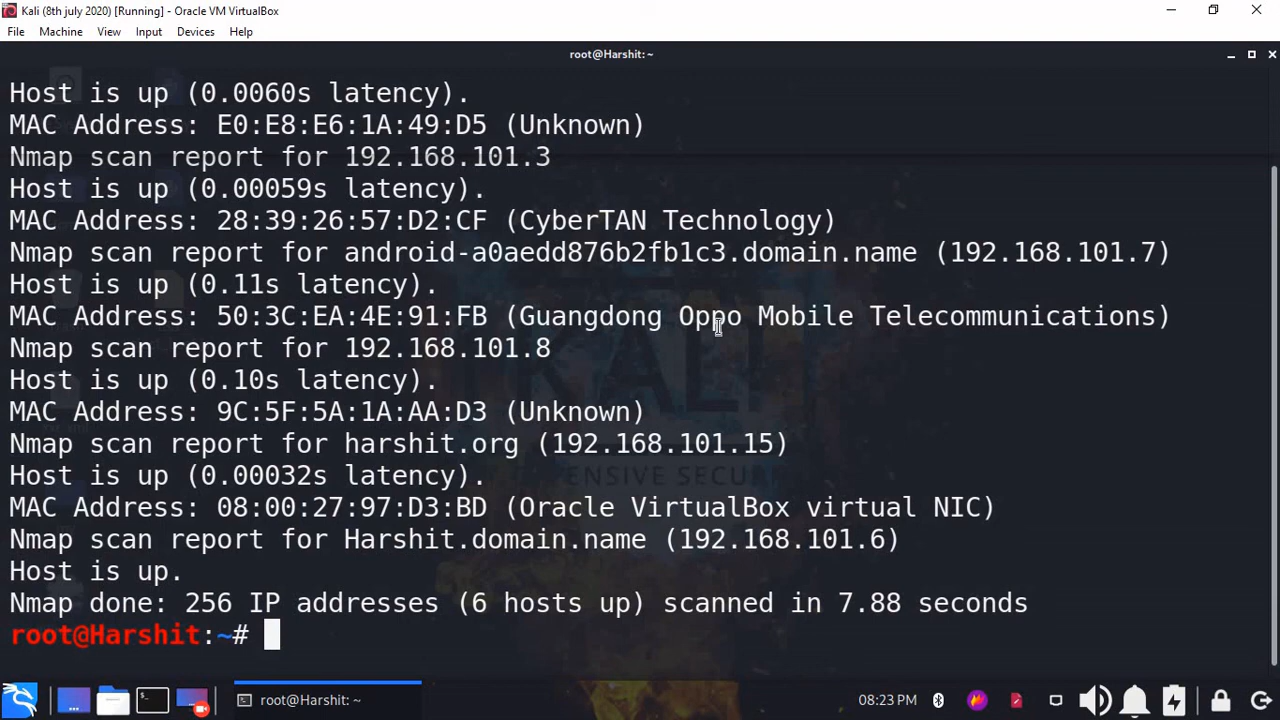 Kali (8th july 2020) [Running] - Oracle VM VirtualBox
File Machine View Input Devices Help
root@Harshit:~
Host is up (0.0060s latency).
MAC Address: E0:E8:E6:1A:49:D5 (Unknown)
Nmap scan report for 192.168.101.3
Host is up (0.00059s latency).
MAC Address: 28:39:26:57:D2:CF (CyberTAN Technology)
Nmap scan report for android-a0aedd876b2fb1c3.domain.name (192.168.101.7)
Host is up (0.11s latency).
MAC Address: 50:3C:EA:4E:91:FB (Guangdong Oppo Mobile Telecommunications)
Nmap scan report for 192.168.101.8
Host is up (0.10s latency).
MAC Address: 9C:5F:5A:1A:AA:D3 (Unknown)
Nmap scan report for harshit.org (192.168.101.15)
Host is up (0.00032s latency).
MAC Address: 08:00:27:97:D3:BD (Oracle VirtualBox virtual NIC)
Nmap scan report for Harshit.domain.name (192.168.101.6)
Host is up.
Nmap done: 256 IP addresses (6 hosts up) scanned in 7.88 seconds
root@Harshit:~#
root@Harshit: ~
08:23 PM